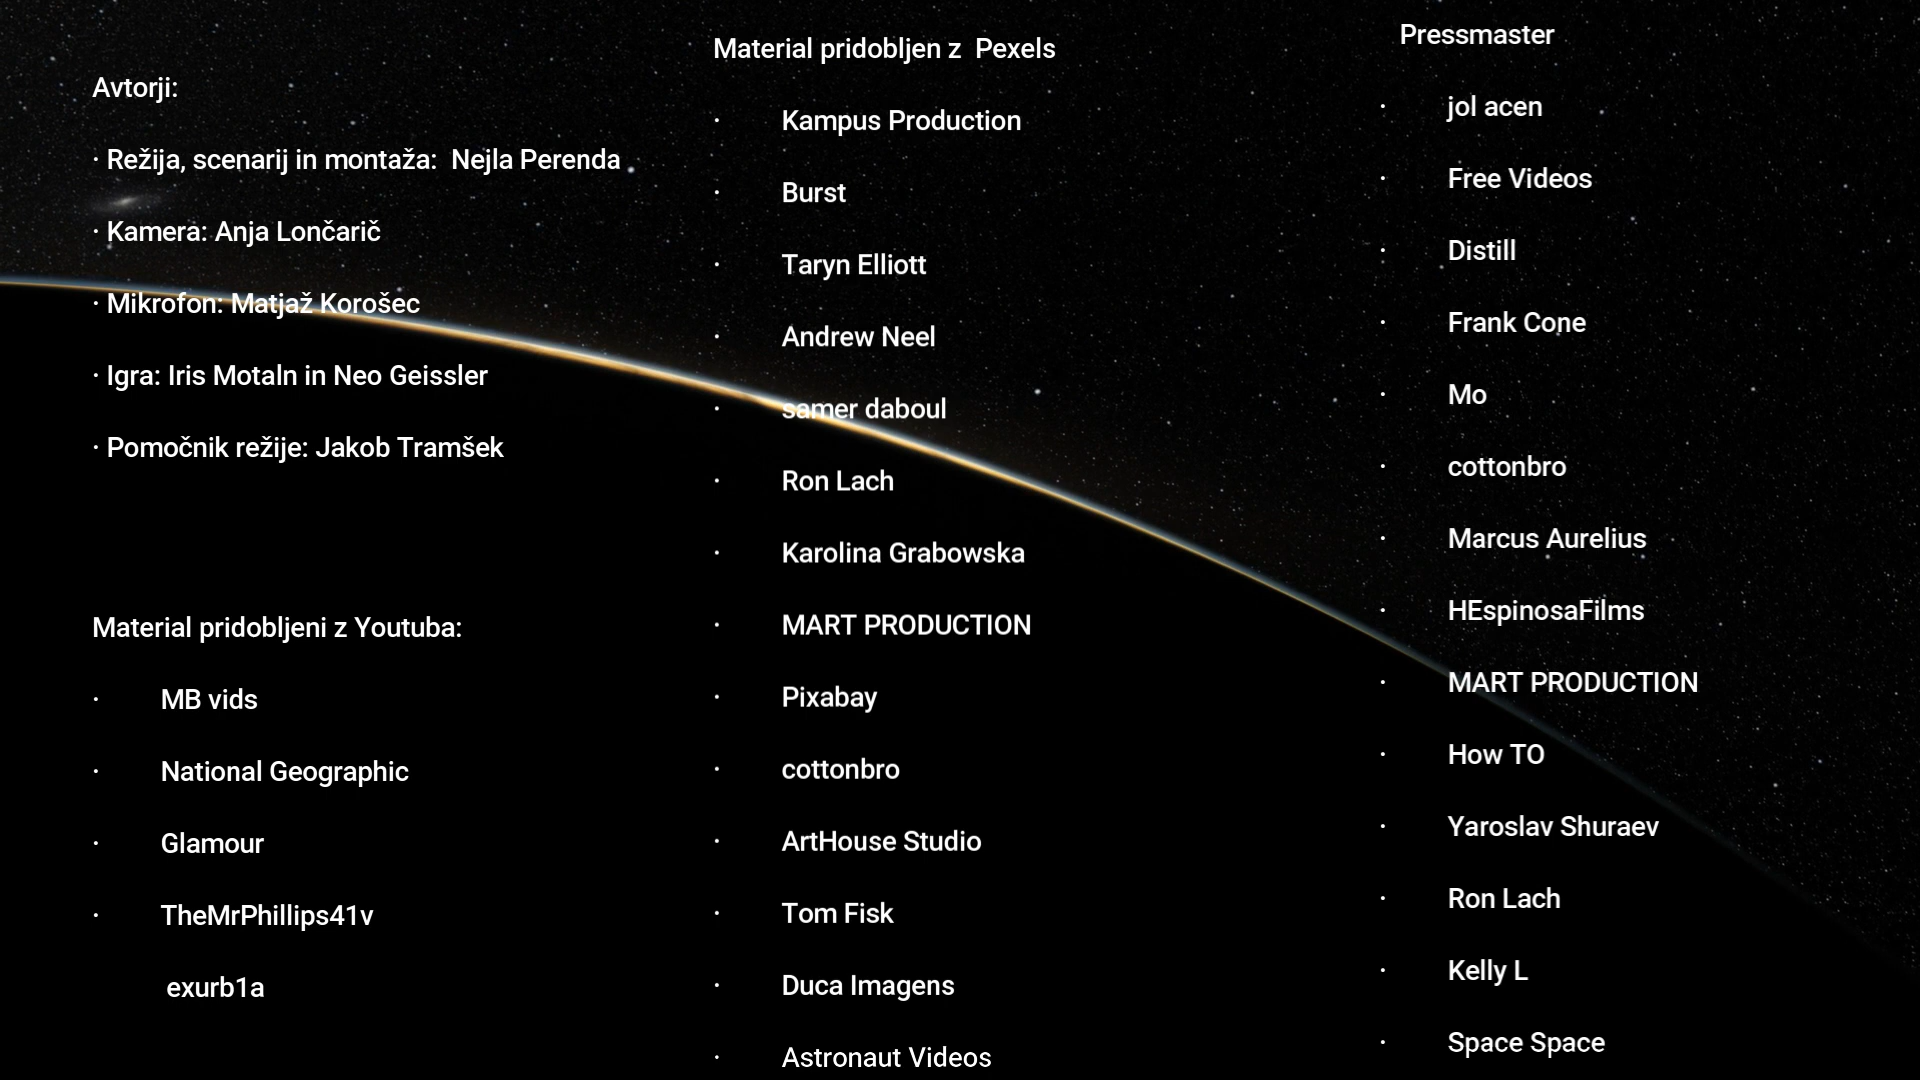 Avtorji:
· Režija, scenarij in montaža:  Nejla Perenda
· Kamera: Anja Lončarič
· Mikrofon: Matjaž Korošec
· Igra: Iris Motaln in Neo Geissler
· Pomočnik režije: Jakob Tramšek
Material pridobljeni z Youtuba:
· MB vids
· National Geographic
· Glamour
· TheMrPhillips41v
exurb1a
Material pridobljen z  Pexels
· Kampus Production
· Burst
· Taryn Elliott
· Andrew Neel
· samer daboul
· Ron Lach
· Karolina Grabowska
· MART PRODUCTION
· Pixabay
· cottonbro
· ArtHouse Studio
· Tom Fisk
· Duca Imagens
· Astronaut Videos
Pressmaster
· jol acen
· Free Videos
· Distill
· Frank Cone
· Mo
· cottonbro
· Marcus Aurelius
· HEspinosaFilms
· MART PRODUCTION
· How TO
· Yaroslav Shuraev
· Ron Lach
· Kelly L
· Space Space